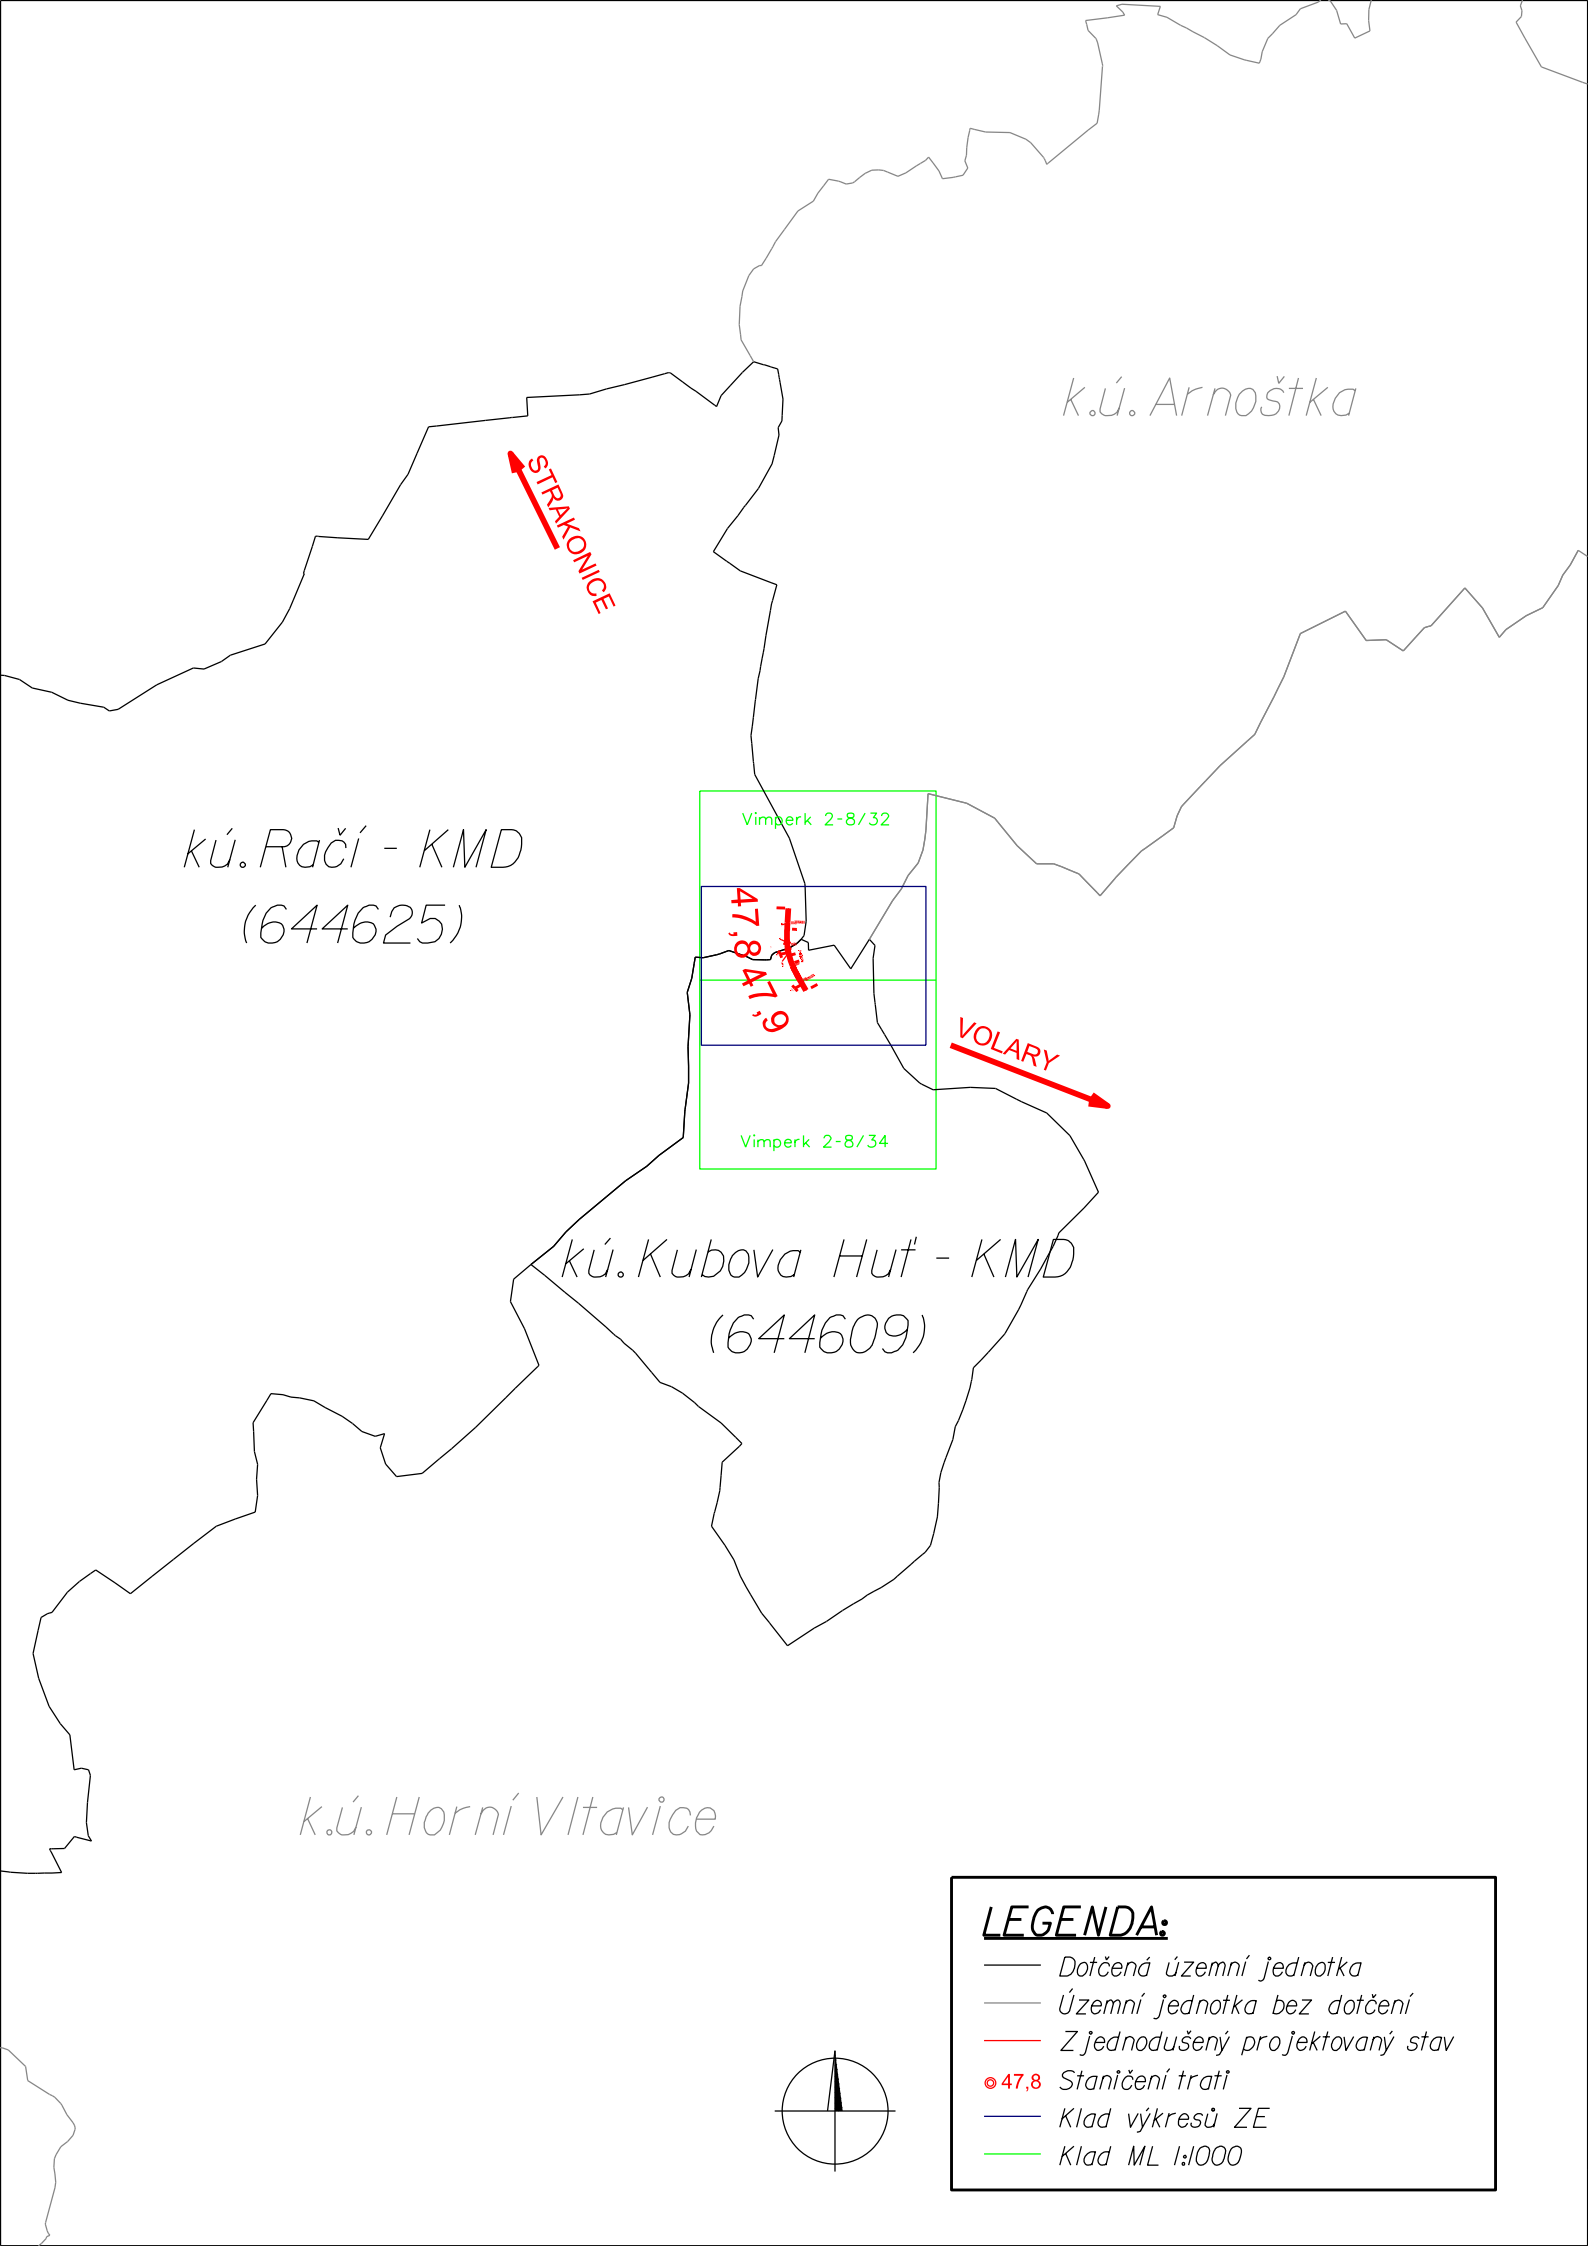 k.ú. Arnoštka
STRAKONICE
Vimperk 2-8/32
kú. Račí - KMD
(644625)
47,8
47,9
VOLARY
Vimperk 2-8/34
kú. Kubova Huť - KMD
(644609)
k.ú. Horní Vltavice
LEGENDA:
Dotčená územní jednotka
Územní jednotka bez dotčení
Zjednodušený projektovaný stav
47,8 Staničení trati
Klad výkresů ZE
Klad ML 1:1000